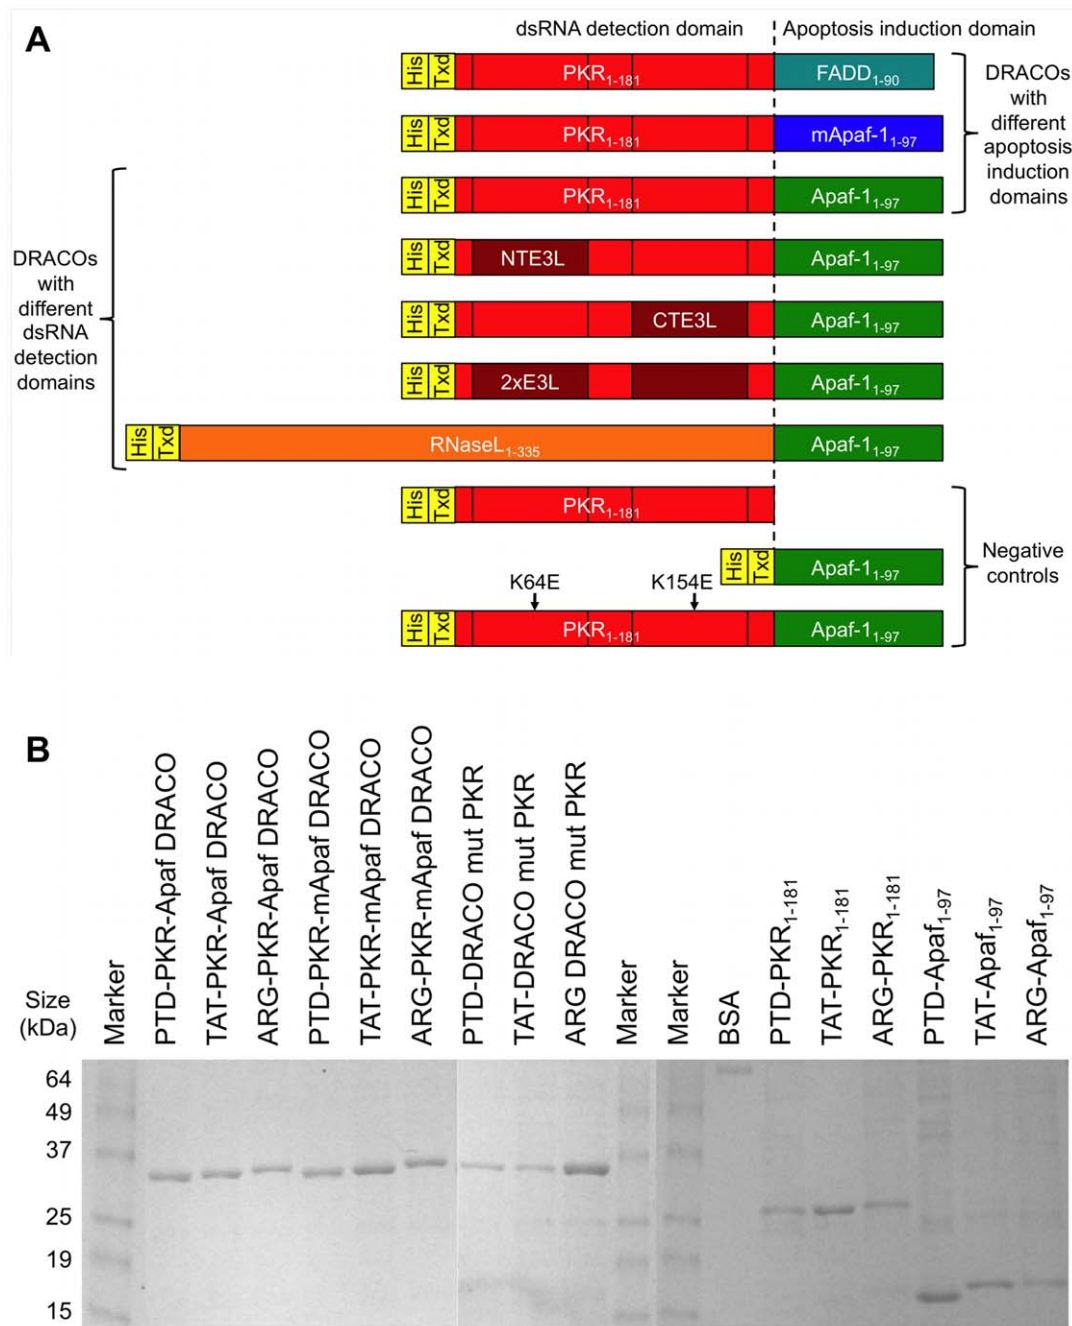 A
dsRNA detection domain
Apoptosis induction domain
His Txd PKR1-181 FADD1-90
His Txd PKR1-181 mApaf-11-97
His Txd PKR1-181 Apaf-11-97
DRACOs
with
different
apoptosis
induction
domains
His Txd NTE3L Apaf-11-97
His Txd CTE3L Apaf-11-97
His Txd 2xE3L Apaf-11-97
His Txd RNaseL1-335 Apaf-11-97
DRACOs
with
different
dsRNA
detection
domains
His Txd PKR1-181
His Txd Apaf-11-97
K64E K154E
His Txd PKR1-181 Apaf-11-97
Negative
controls
B
Size
(kDa)
Marker
PTD-PKR-Apaf DRACO
TAT-PKR-Apaf DRACO
ARG-PKR-Apaf DRACO
PTD-PKR-mApaf DRACO
TAT-PKR-mApaf DRACO
ARG-PKR-mApaf DRACO
PTD-DRACO mut PKR
TAT-DRACO mut PKR
ARG DRACO mut PKR
Marker
Marker
BSA
PTD-PKR1-181
TAT-PKR1-181
ARG-PKR1-181
PTD-Apaf1-97
TAT-Apaf1-97
ARG-Apaf1-97
64
49
37
25
19
15